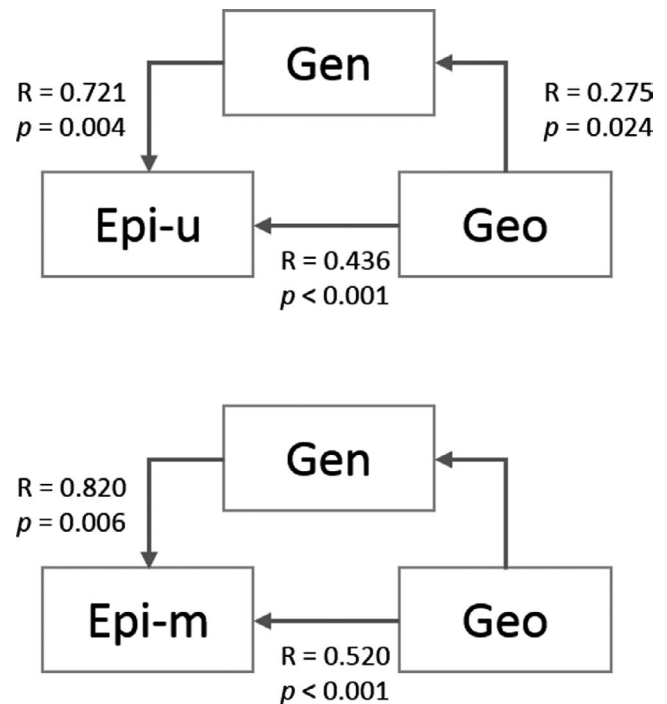 Gen
R = 0.721
p = 0.004
R = 0.275
p = 0.024
Epi-u
Geo
R = 0.436
p < 0.001
Gen
R = 0.820
p = 0.006
Epi-m
Geo
R = 0.520
p < 0.001